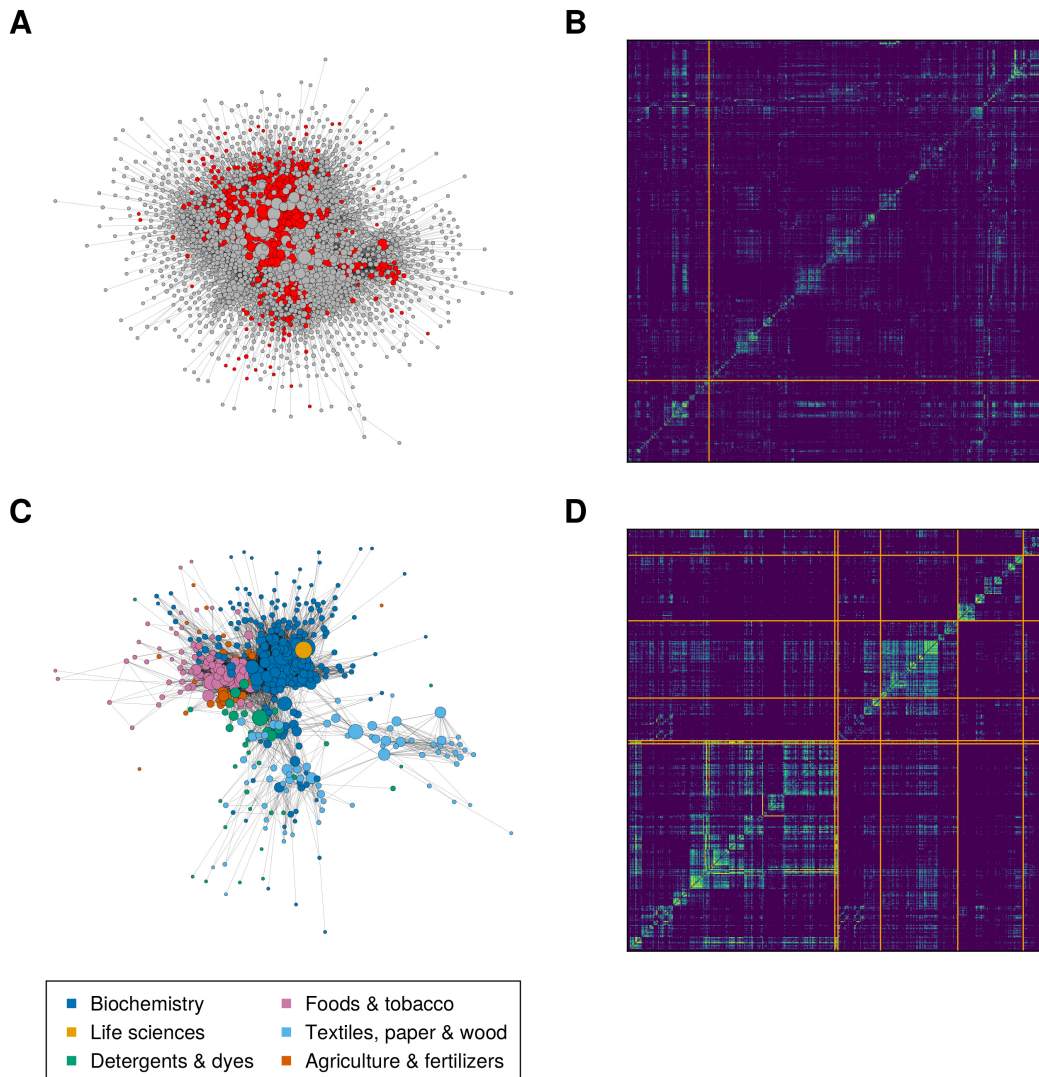 A
B
C
D
Biochemistry
Foods & tobacco
Life sciences
Textiles, paper & wood
Detergents & dyes
Agriculture & fertilizers